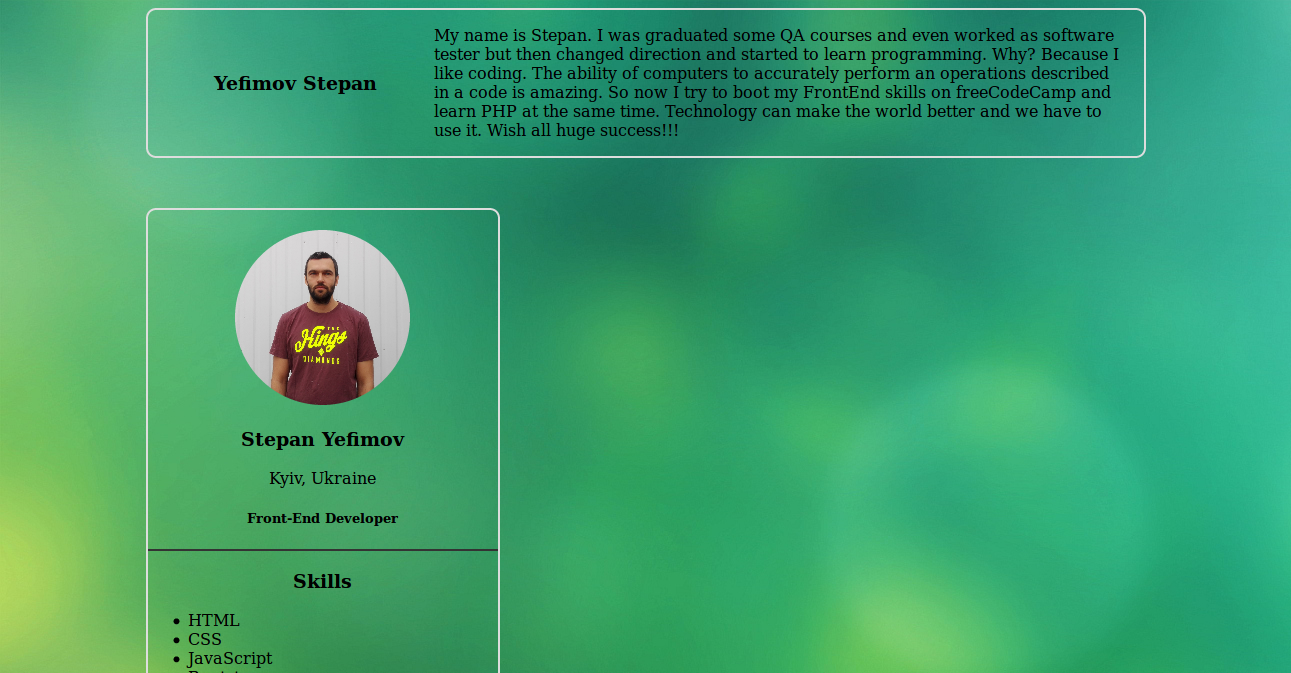 Yefimov Stepan
My name is Stepan. I was graduated some QA courses and even worked as software
tester but then changed direction and started to learn programming. Why? Because I
like coding. The ability of computers to accurately perform an operations described
in a code is amazing. So now I try to boot my FrontEnd skills on freeCodeCamp and
learn PHP at the same time. Technology can make the world better and we have to
use it. Wish all huge success!!!
THE
Kings
OF
DIAMONDS
Stepan Yefimov
Kyiv, Ukraine
Front-End Developer
Skills
HTML
CSS
JavaScript